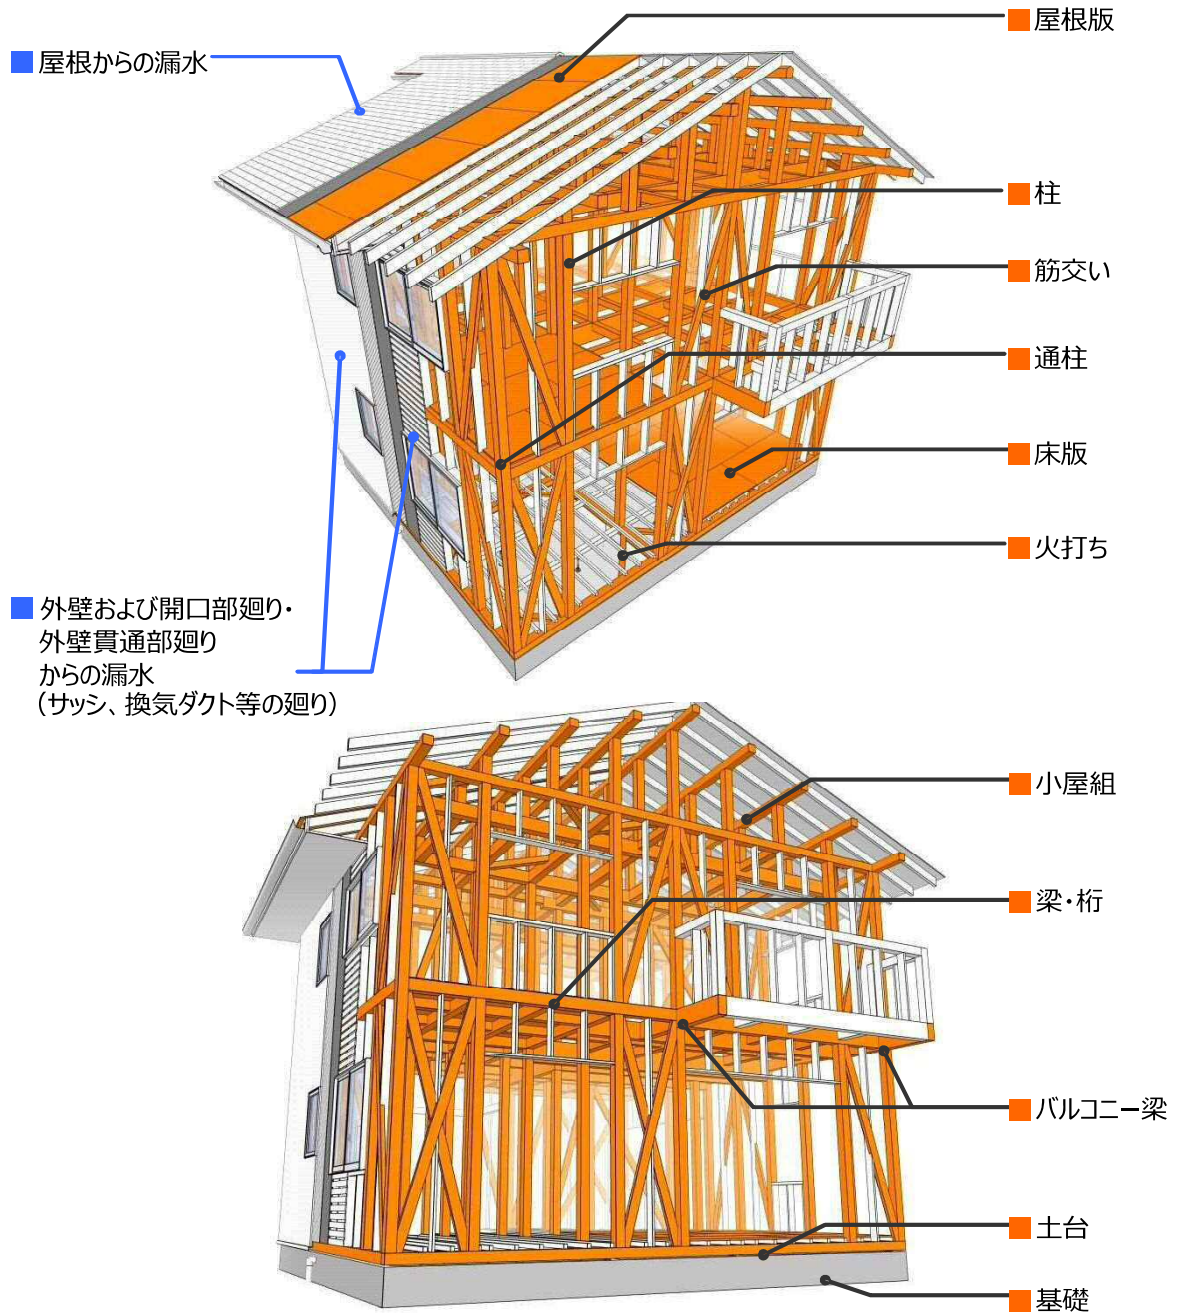 屋根版
屋根からの漏水
柱
筋交い
通柱
床版
火打ち
外壁および開口部廻り・
外壁貫通部廻り
からの漏水
（サッシ、換気ダクト等の廻り）
小屋組
梁・桁
バルコニー梁
土台
基礎